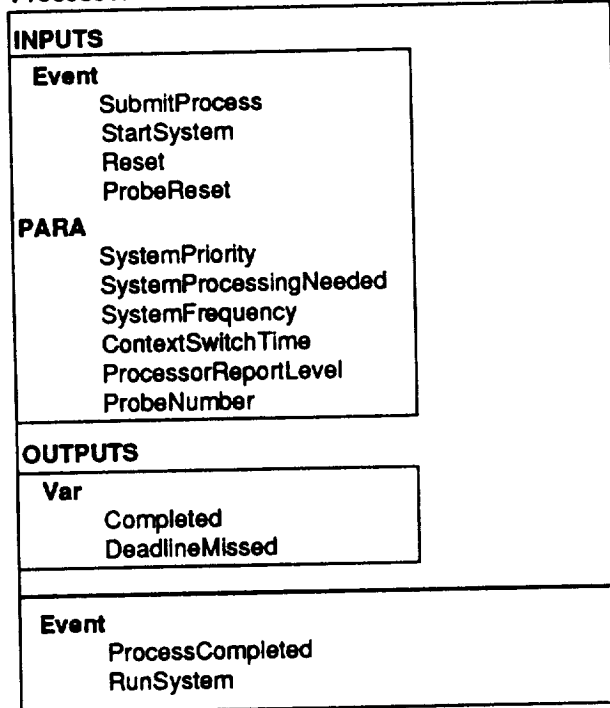 INPUTS
Event
SubmitProcess
StartSystem
Reset
ProbeReset
PARA
SystemPriority
SystemProcessingNeeded
SystemFrequency
ContextSwitchTime
ProcessorReportLevel
ProbeNumber
OUTPUTS
Var
Completed
DeadlineMissed
Event
ProcessCompleted
RunSystem